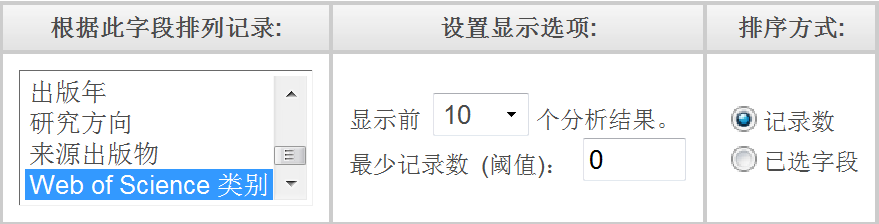 根据此字段排列记录:
设置显示选项:
排序方式:
出版年
研究方向
来源出版物
Web of Science 类别
显示前 10 个分析结果。
最少记录数 (阈值): 0
记录数
已选字段